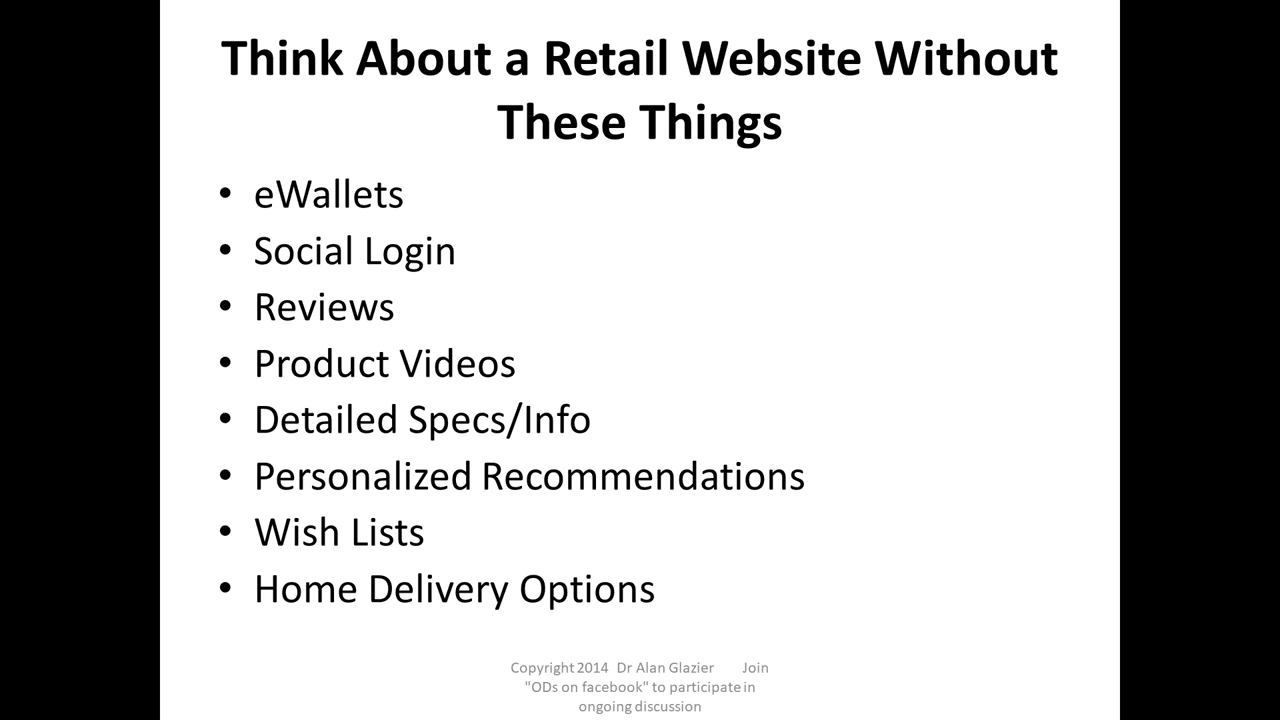 Think About a Retail Website Without
These Things
• eWallets
• Social Login
• Reviews
• Product Videos
• Detailed Specs/Info
• Personalized Recommendations
• Wish Lists
• Home Delivery Options
Copyright 2014 Dr Alan Glazier Join
"ODs on facebook" to participate in
ongoing discussion